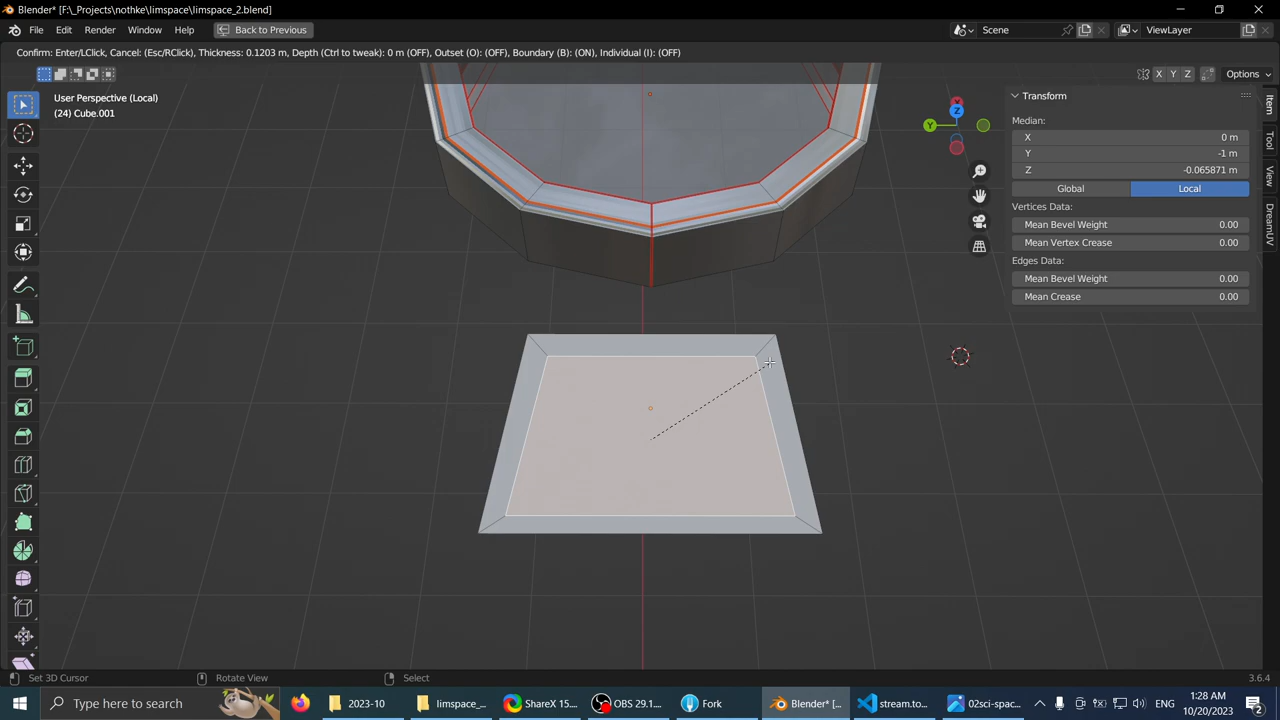 Blender* [F:\_Projects\nothke\limspace\limspace_2.blend]
File Edit Render Window Help Back to Previous Scene ViewLayer
Confirm: Enter/LClick, Cancel: (Esc/RClick), Thickness: 0.1203 m, Depth (Ctrl to tweak): 0 m (OFF), Outset (O): (OFF), Boundary (B): (ON), Individual (I): (OFF)
X Y Z Options
User Perspective (Local)
(24) Cube.001
X
Z
Y
Transform
Median:
X 0 m
Y -1 m
Z -0.065871 m
Global Local
Vertices Data:
Mean Bevel Weight 0.00
Mean Vertex Crease 0.00
Edges Data:
Mean Bevel Weight 0.00
Mean Crease 0.00
Item
Tool
View
DreamUV
Set 3D Cursor Rotate View Select 3.6.4
Type here to search 2023-10 limspace_... ShareX 15.... OBS 29.1.... Fork Blender* [... stream.to... 02sci-spac... ENG
1:28 AM
10/20/2023
2